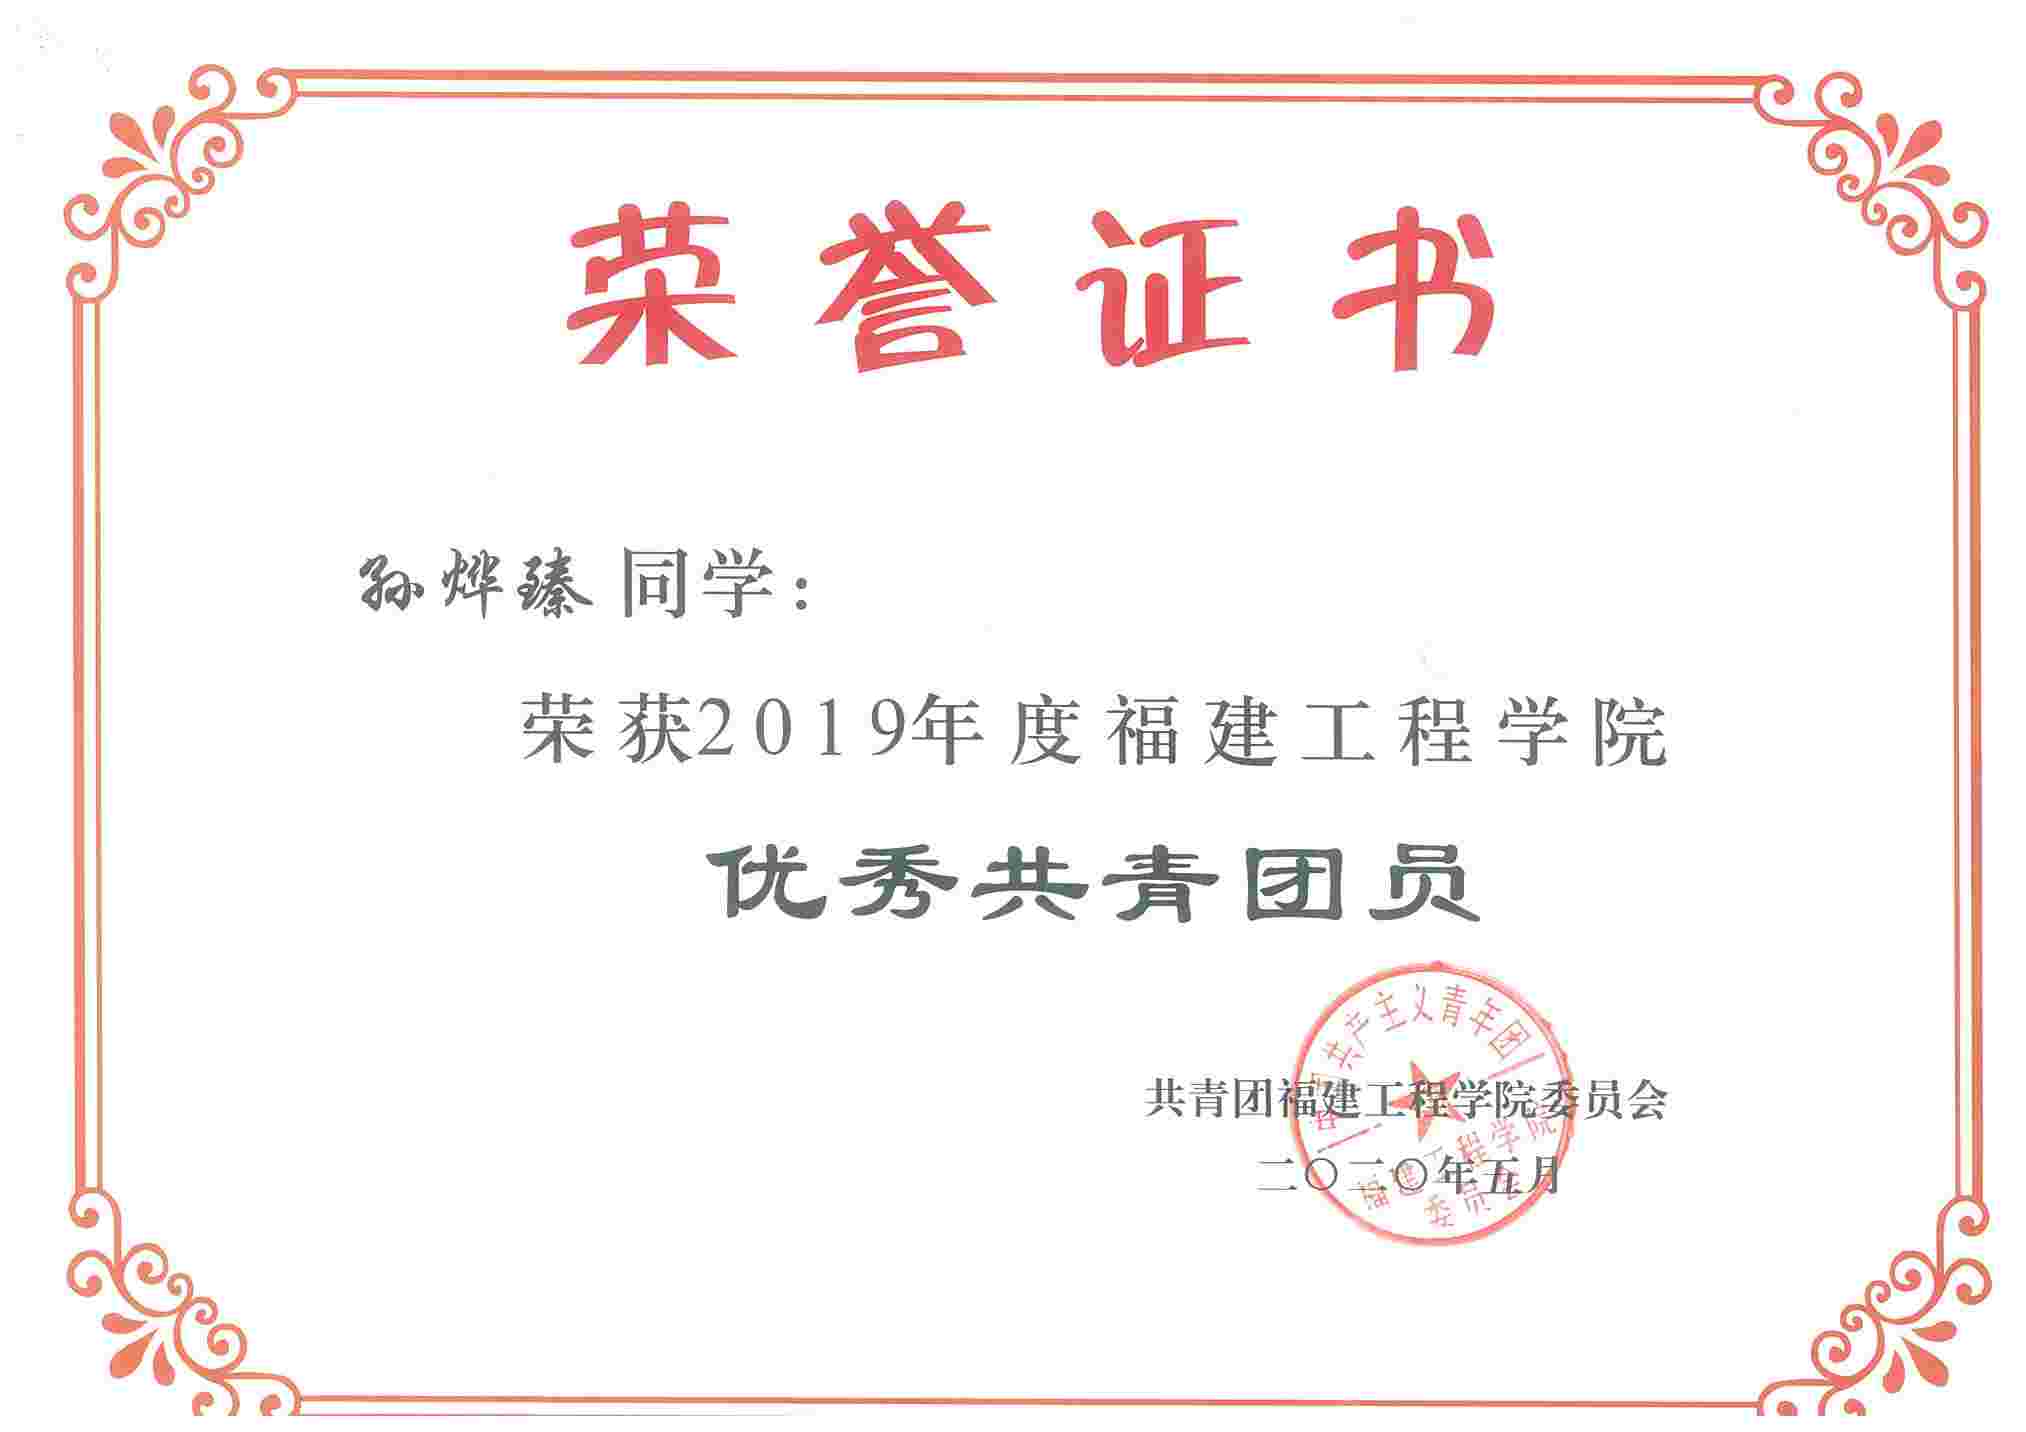 荣誉证书
孙烨臻同学：
荣获2019年度福建工程学院
优秀共青团员
中国共产主义青年团
共青团福建工程学院委员会
二〇二〇年五月
福建工程学院
委员会